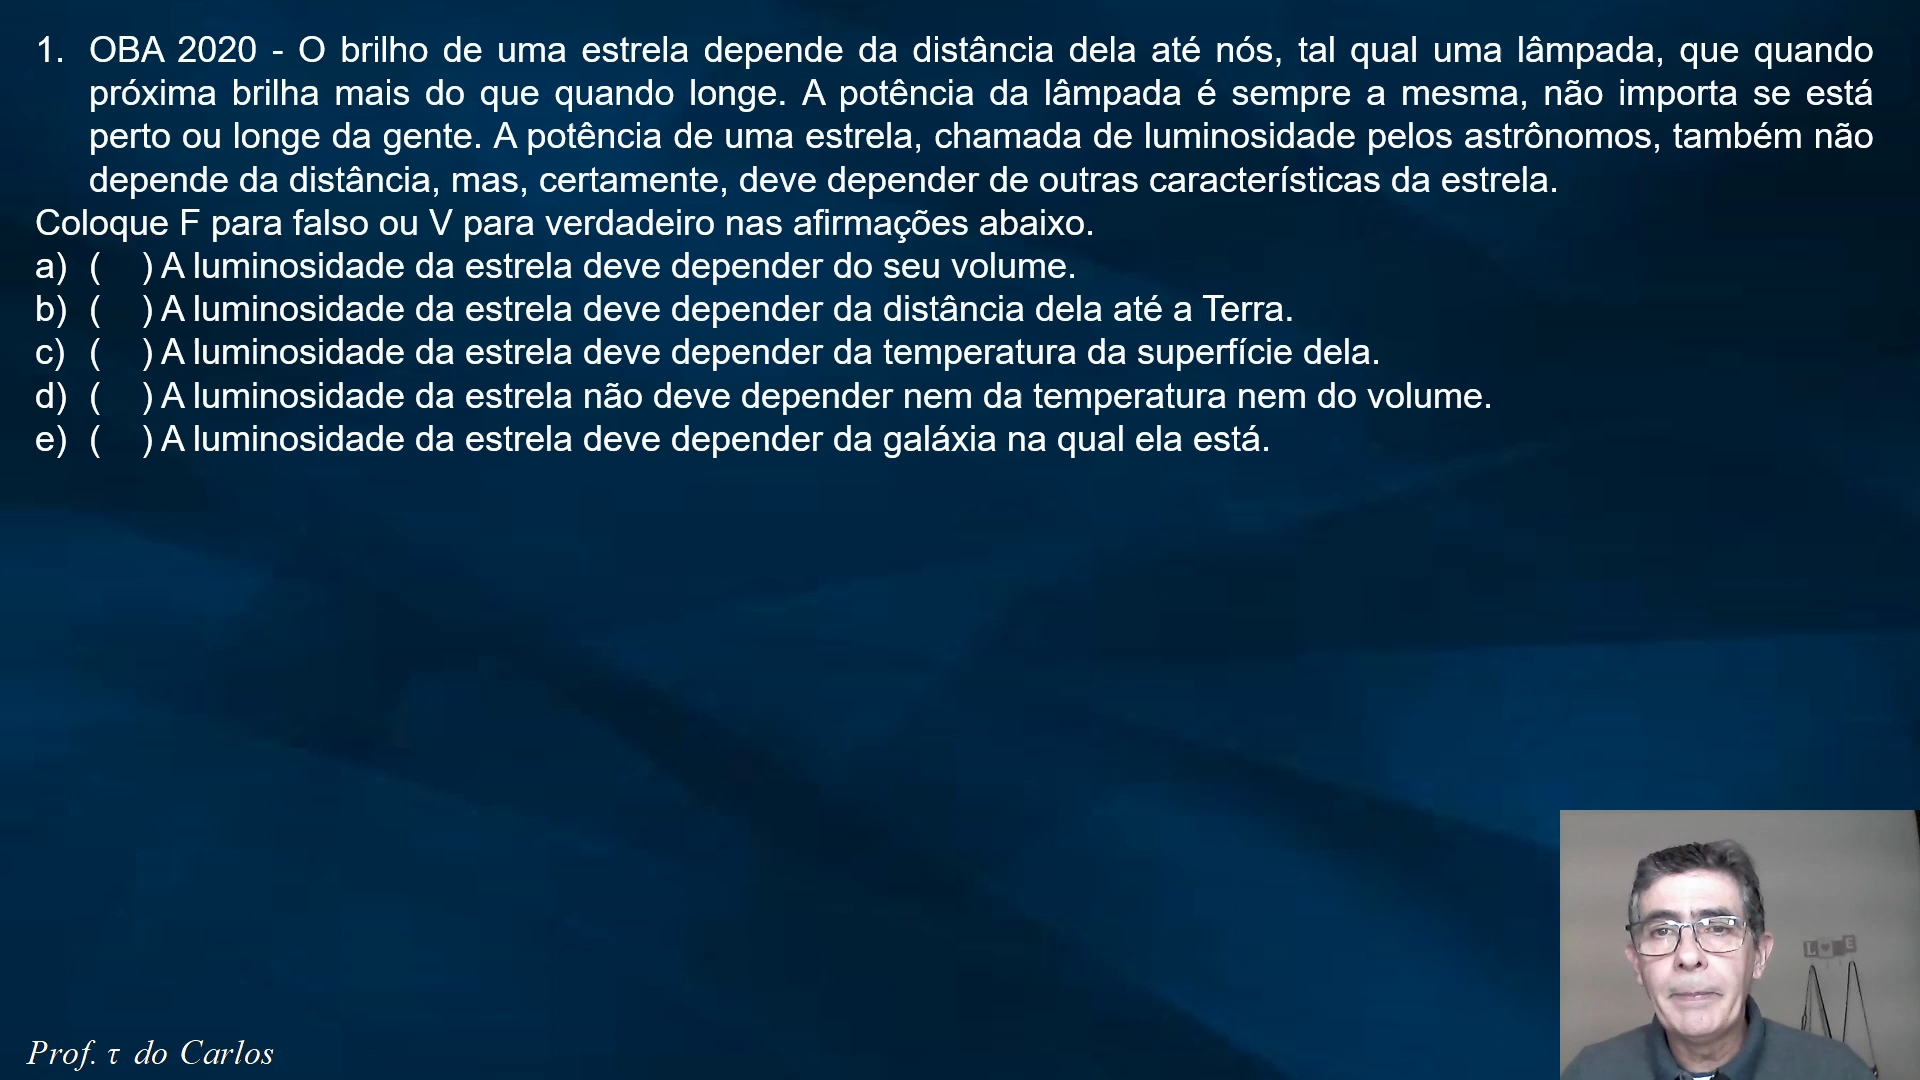 1. OBA 2020 - O brilho de uma estrela depende da distância dela até nós, tal qual uma lâmpada, que quando
próxima brilha mais do que quando longe. A potência da lâmpada é sempre a mesma, não importa se está
perto ou longe da gente. A potência de uma estrela, chamada de luminosidade pelos astrônomos, também não
depende da distância, mas, certamente, deve depender de outras características da estrela.
Coloque F para falso ou V para verdadeiro nas afirmações abaixo.
a) ( ) A luminosidade da estrela deve depender do seu volume.
b) ( ) A luminosidade da estrela deve depender da distância dela até a Terra.
c) ( ) A luminosidade da estrela deve depender da temperatura da superfície dela.
d) ( ) A luminosidade da estrela não deve depender nem da temperatura nem do volume.
e) ( ) A luminosidade da estrela deve depender da galáxia na qual ela está.
Prof. τ do Carlos